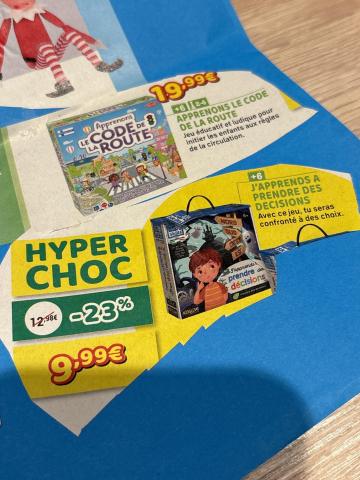 19,99€
+6 2-4
APPRENONS LE CODE
DE LA ROUTE
Jeu éducatif et ludique pour
initier les enfants aux règles
de la circulation.
Apprenons
LE CODE DE
LA ROUTE
+6
J'APPRENDS A
PRENDRE DES
DÉCISIONS
Avec ce jeu, tu seras
confronté à des choix.
J'apprends à
prendre des
décisions
HYPER
CHOC
12,98€
-23%
9,99€